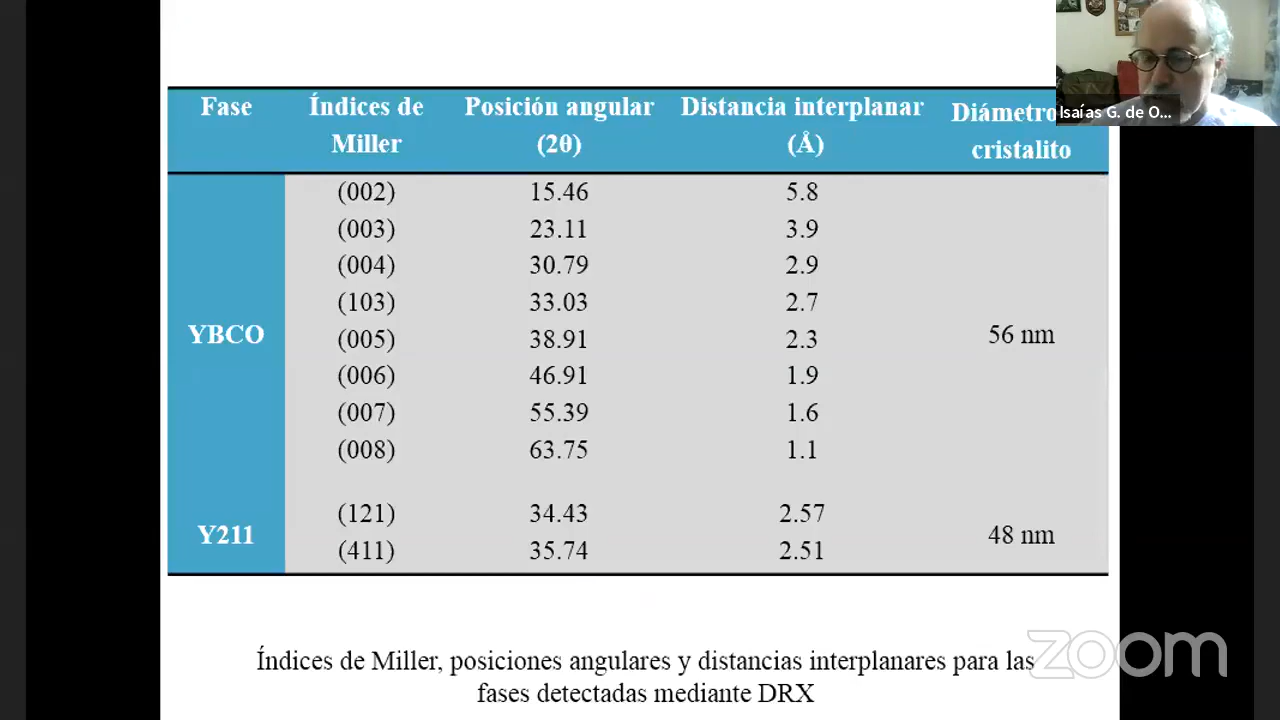 Fase Índices de Miller Posición angular (2θ) Distancia interplanar (Å) Diámetro cristalito
Isaías G. de O...
YBCO
(002) 15.46 5.8
(003) 23.11 3.9
(004) 30.79 2.9
(103) 33.03 2.7
(005) 38.91 2.3
56 nm
(006) 46.91 1.9
(007) 55.39 1.6
(008) 63.75 1.1
Y211
(121) 34.43 2.57
(411) 35.74 2.51
48 nm
Índices de Miller, posiciones angulares y distancias interplanares para las
fases detectadas mediante DRX
zoom